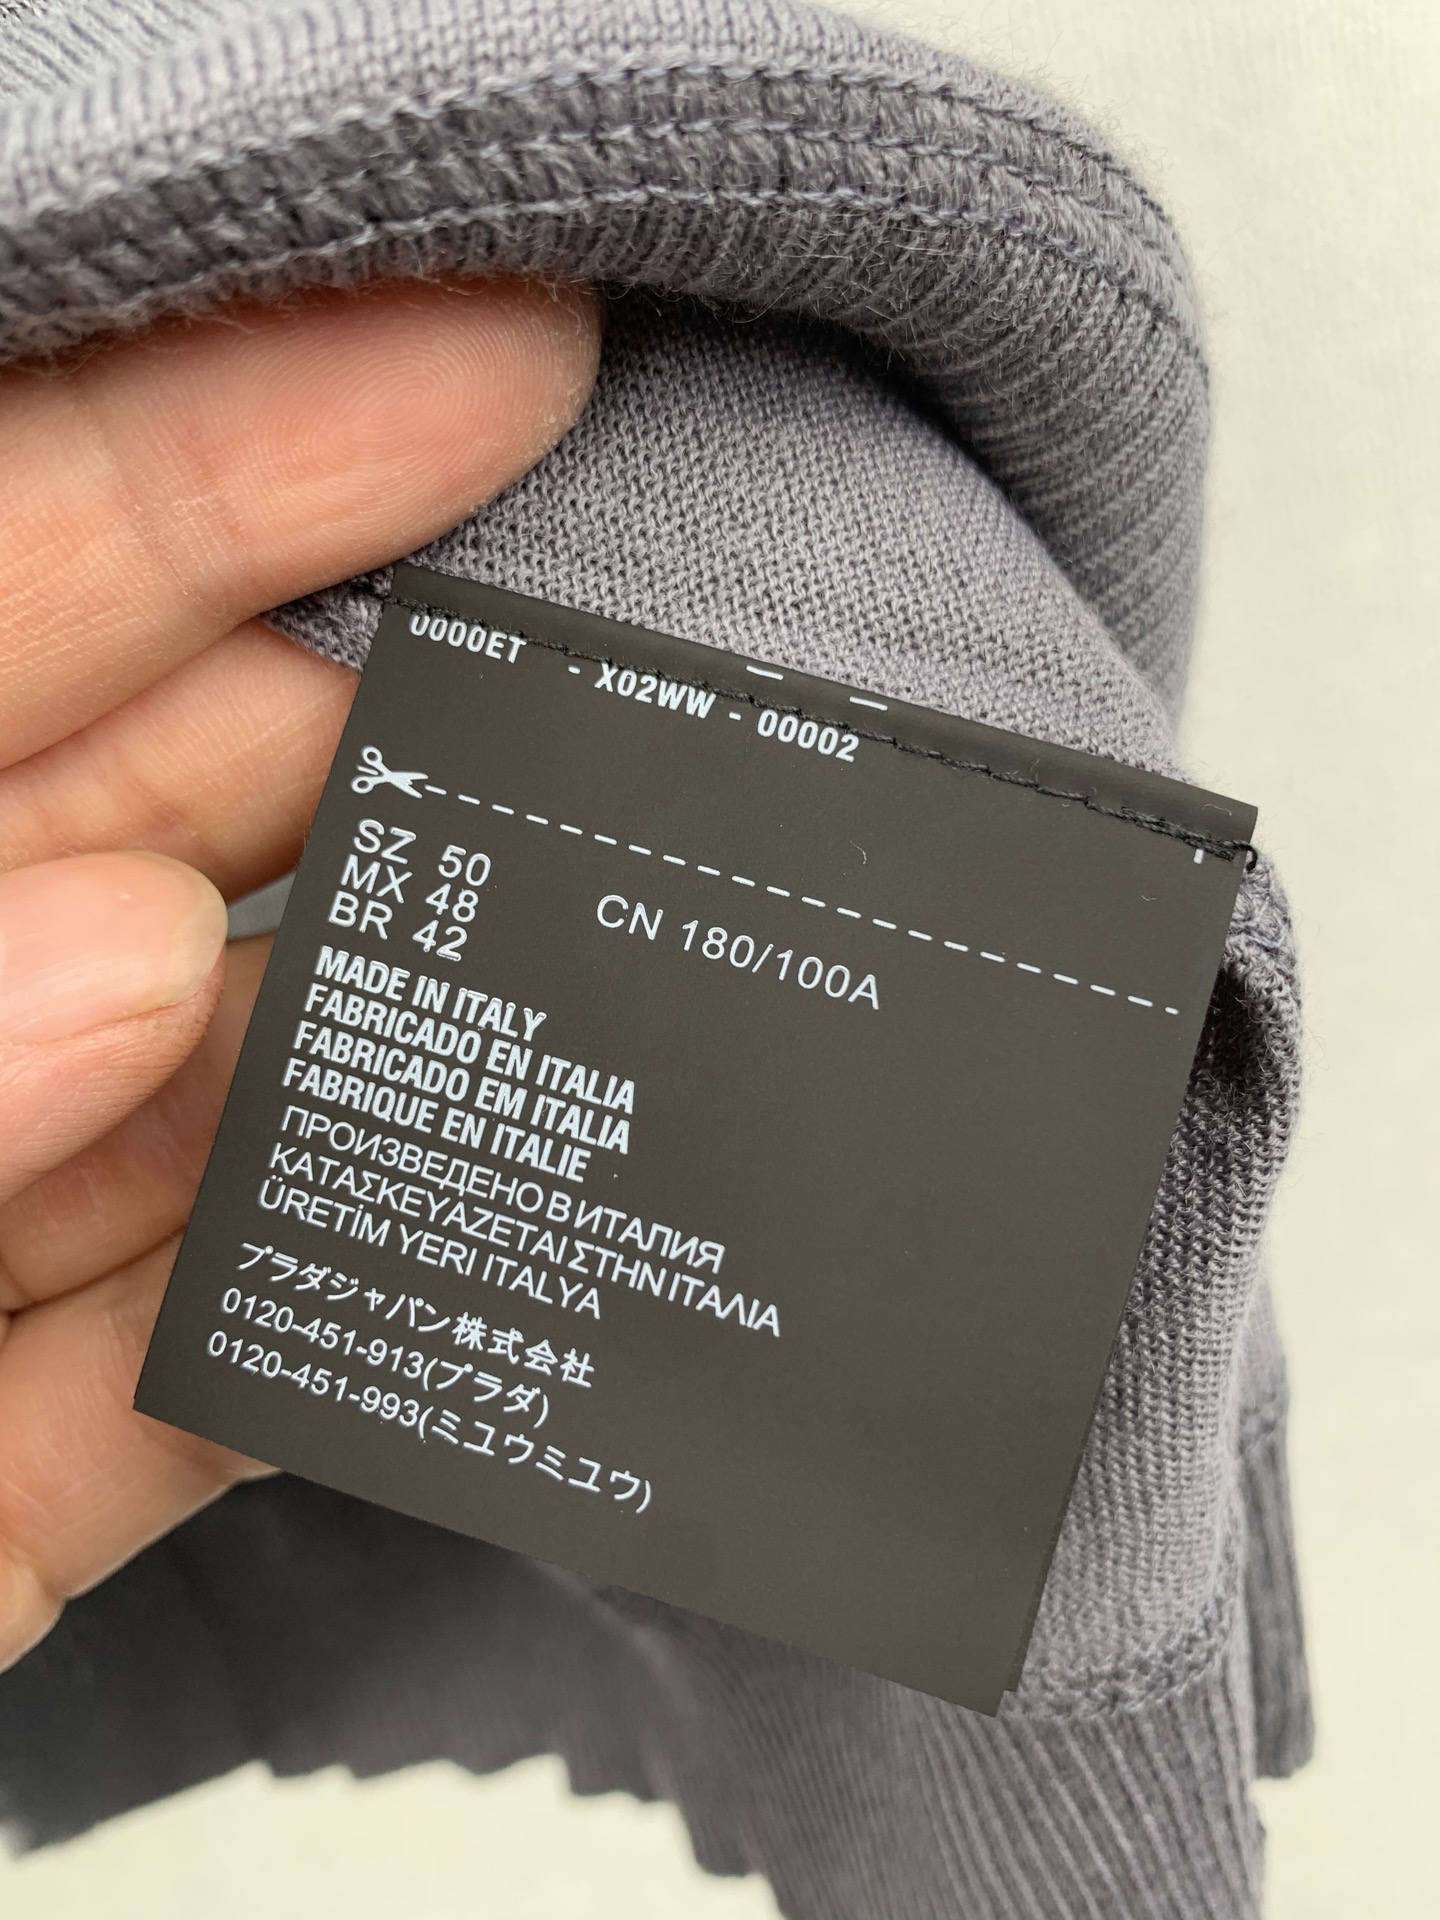 0000ET - X02WW - 00002
SZ 50
MX 48
BR 42
CN 180/100A
MADE IN ITALY
FABRICADO EN ITALIA
FABRICADO EM ITALIA
FABRIQUE EN ITALIE
ПРОИЗВЕДЕНО В ИТАЛИЯ
ΚΑΤΑΣΚΕΥΑΖΕΤΑΙ ΣΤΗΝ ΙΤΑΛΙΑ
ÜRETİM YERI ITALYA
プラダジャパン株式会社
0120-451-913(プラダ)
0120-451-993(ミユウミユウ)